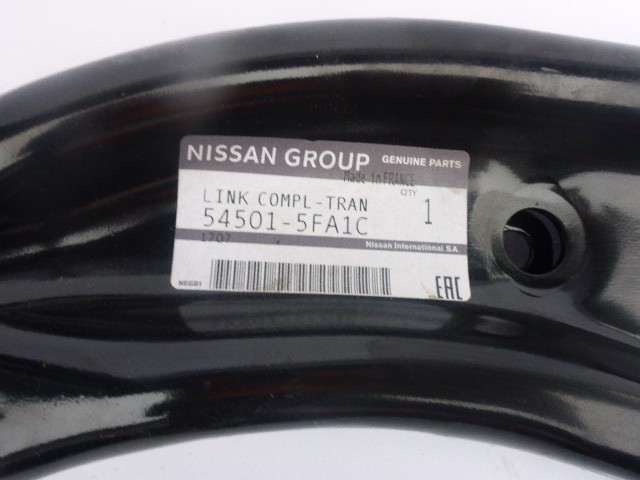 NISSAN GROUP GENUINE PARTS
Made in FRANCE
QTY
LINK COMPL-TRAN 1
54501-5FA1C
1707
Nissan International S.A.
NEGB1
EAC